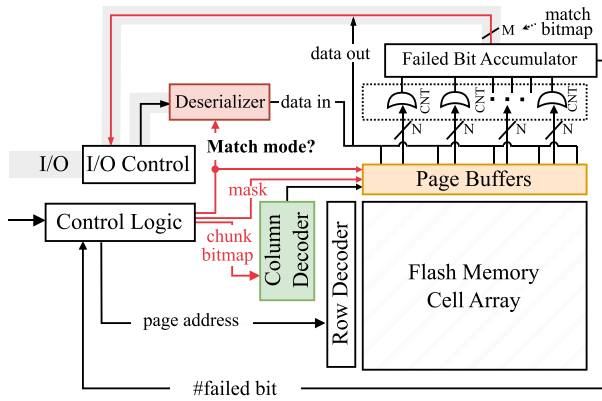 M
match
bitmap
data out
Failed Bit Accumulator
CNT
CNT
CNT
Deserializer
data in
N
N
N
N
Match mode?
I/O
I/O Control
mask
Page Buffers
Control Logic
chunk
bitmap
Column
Decoder
Row Decoder
Flash Memory
Cell Array
page address
#failed bit